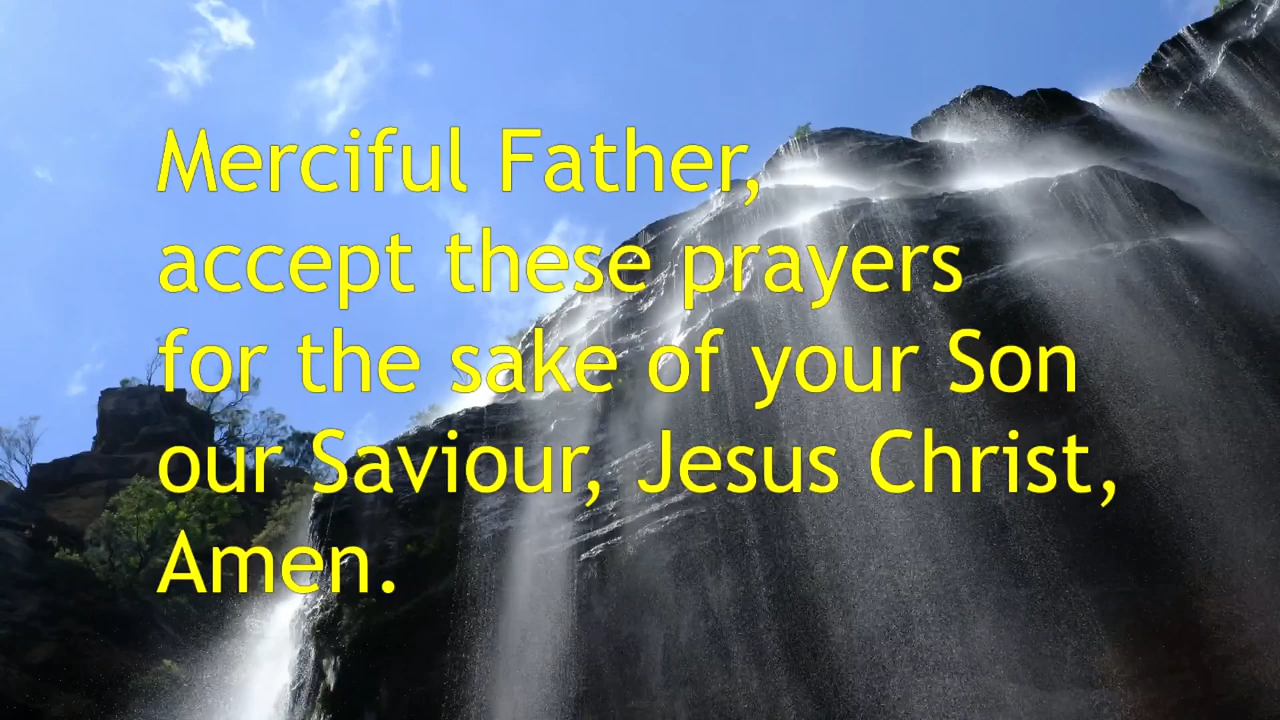 Merciful Father,
accept these prayers
for the sake of your Son
our Saviour, Jesus Christ,
Amen.